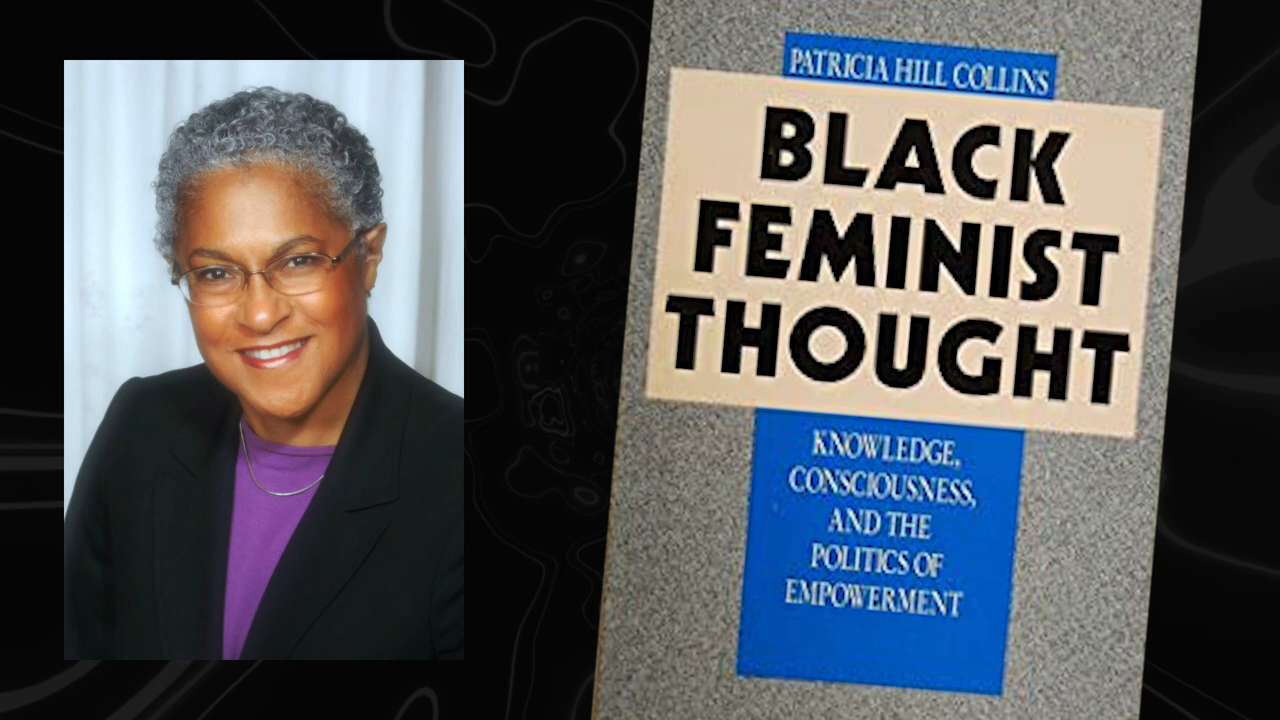 PATRICIA HILL COLLINS
BLACK
FEMINIST
THOUGHT
KNOWLEDGE,
CONSCIOUSNESS,
AND THE
POLITICS OF
EMPOWERMENT